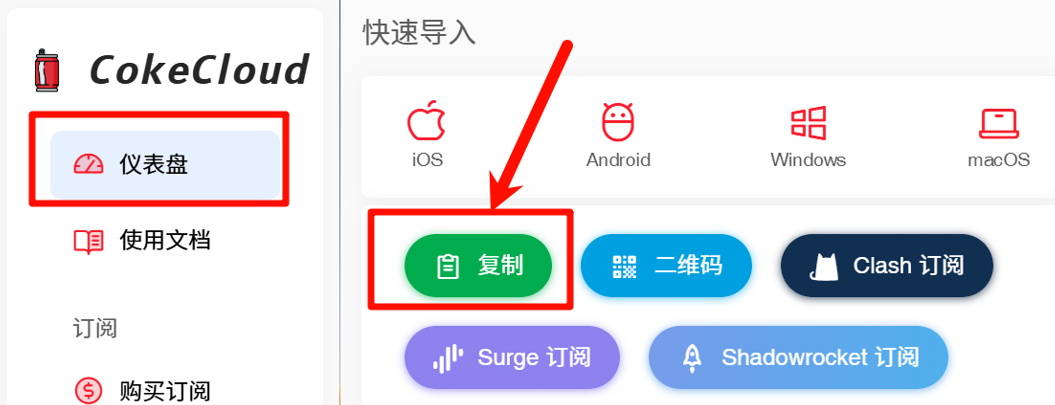 CokeCloud
仪表盘
使用文档
订阅
购买订阅
快速导入
iOS Android Windows macOS
复制 二维码 Clash 订阅
Surge 订阅 Shadowrocket 订阅